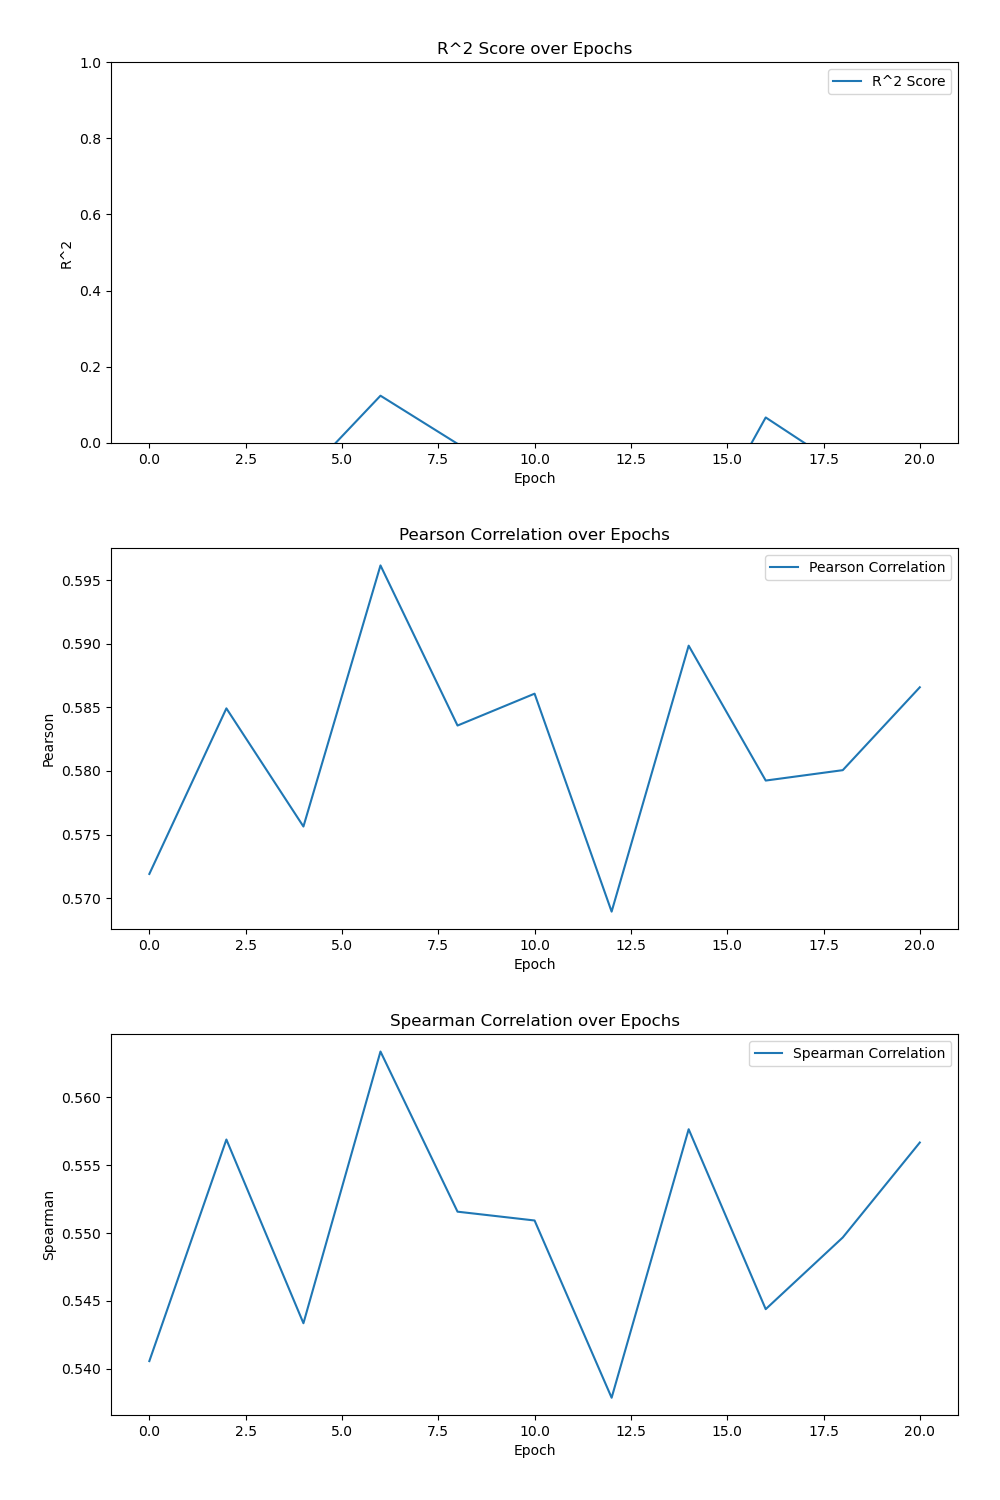 R^2 Score over Epochs
1.0
R^2 Score
0.8
0.6
R^2
0.4
0.2
0.0
0.0 2.5 5.0 7.5 10.0 12.5 15.0 17.5 20.0
Epoch
Pearson Correlation over Epochs
Pearson Correlation
0.595
0.590
0.585
Pearson
0.580
0.575
0.570
0.0 2.5 5.0 7.5 10.0 12.5 15.0 17.5 20.0
Epoch
Spearman Correlation over Epochs
Spearman Correlation
0.560
0.555
0.550
Spearman
0.545
0.540
0.0 2.5 5.0 7.5 10.0 12.5 15.0 17.5 20.0
Epoch